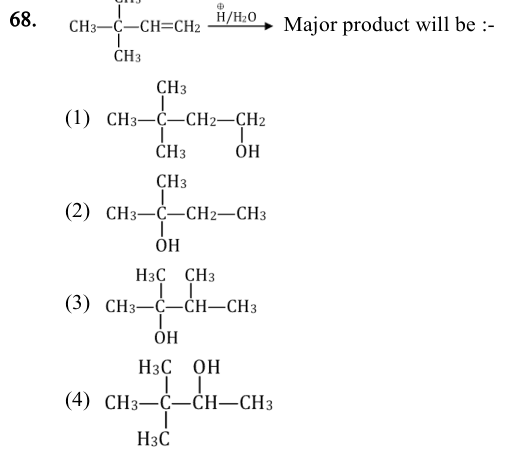 CH3
68. CH3—C—CH=CH2 ⊕ H/H2O Major product will be :-
CH3
CH3
(1) CH3—C—CH2—CH2
CH3 OH
CH3
(2) CH3—C—CH2—CH3
OH
H3C CH3
(3) CH3—C—CH—CH3
OH
H3C OH
(4) CH3—C—CH—CH3
H3C